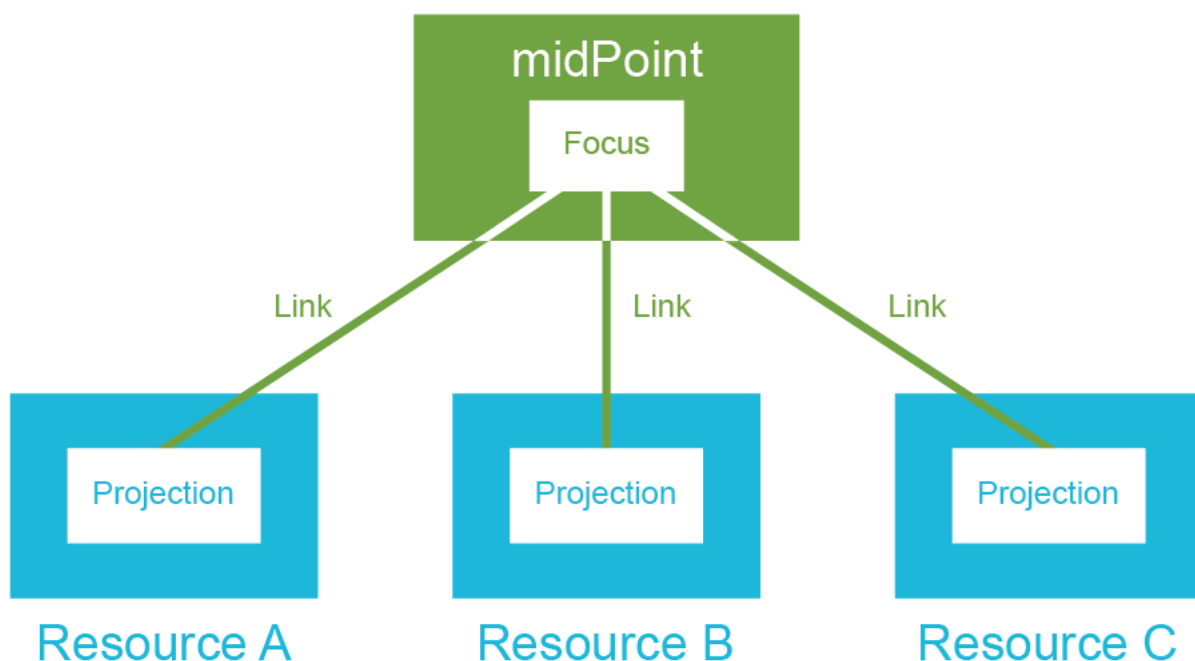 midPoint
Focus
Link
Link
Link
Projection
Projection
Projection
Resource A
Resource B
Resource C